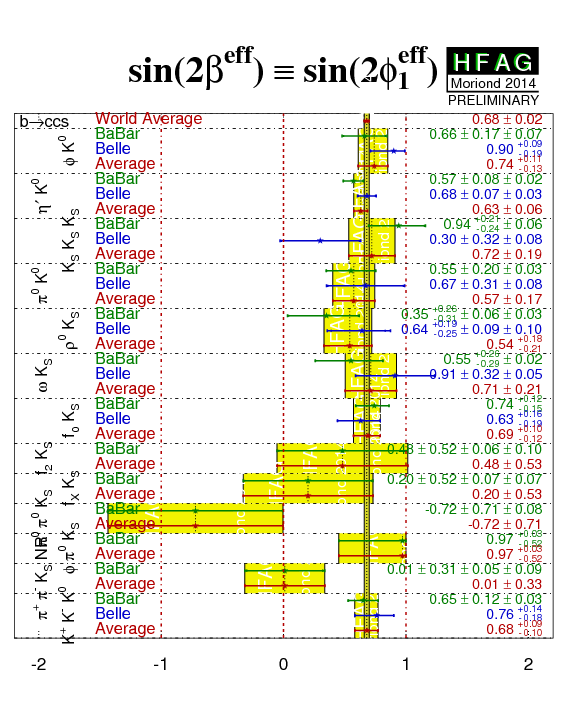 sin(2β^eff) ≡ sin(2φ₁^eff)
HFAG
Moriond 2014
PRELIMINARY
b→ccs World Average 0.68 ± 0.02
φ K⁰
BaBar 0.66 ± 0.17 ± 0.07
Belle 0.90 +0.09 -0.19
Average 0.74 +0.11 -0.13
η′ K⁰
BaBar 0.57 ± 0.08 ± 0.02
Belle 0.68 ± 0.07 ± 0.03
Average 0.63 ± 0.06
K_S K_S K_S
BaBar 0.94 +0.21 -0.24 ± 0.06
Belle 0.30 ± 0.32 ± 0.08
Average 0.72 ± 0.19
π⁰ K⁰
BaBar 0.55 ± 0.20 ± 0.03
Belle 0.67 ± 0.31 ± 0.08
Average 0.57 ± 0.17
ρ⁰ K_S
BaBar 0.35 +0.26 -0.31 ± 0.06 ± 0.03
Belle 0.64 +0.19 -0.25 ± 0.09 ± 0.10
Average 0.54 +0.18 -0.21
ω K_S
BaBar 0.55 +0.26 -0.29 ± 0.02
Belle 0.91 ± 0.32 ± 0.05
Average 0.71 ± 0.21
f₀ K_S
BaBar 0.74 +0.12 -0.15
Belle 0.63 +0.16 -0.19
Average 0.69 +0.10 -0.12
f₂ K_S
BaBar 0.48 ± 0.52 ± 0.06 ± 0.10
Average 0.48 ± 0.53
f_X K_S
BaBar 0.20 ± 0.52 ± 0.07 ± 0.07
Average 0.20 ± 0.53
π⁰ π⁰ K_S
BaBar -0.72 ± 0.71 ± 0.08
Average -0.72 ± 0.71
φ π⁰ K_S
BaBar 0.97 +0.03 -0.52
Average 0.97 +0.03 -0.52
π⁺ π⁻ K_S NR
BaBar 0.01 ± 0.31 ± 0.05 ± 0.09
Average 0.01 ± 0.33
K⁺ K⁻ K⁰
BaBar 0.65 ± 0.12 ± 0.03
Belle 0.76 +0.14 -0.18
Average 0.68 +0.09 -0.10
-2 -1 0 1 2